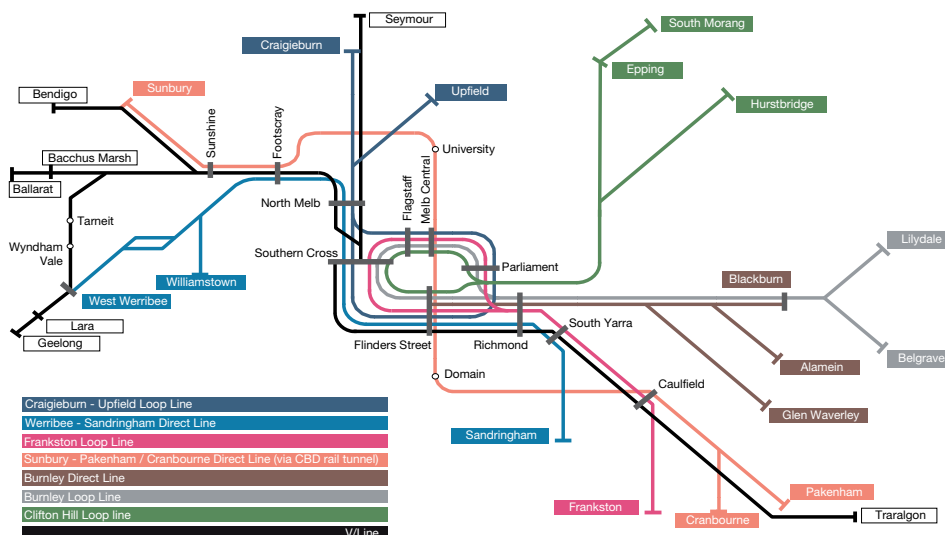 Seymour
South Morang
Craigieburn
Epping
Sunbury
Upfield
Bendigo
Hurstbridge
Sunshine
Footscray
University
Bacchus Marsh
Ballarat
Flagstaff
Melb Central
North Melb
Tarneit
Wyndham
Vale
Southern Cross
Parliament
Lilydale
Williamstown
Blackburn
West Werribee
Lara
Geelong
Flinders Street
Richmond
South Yarra
Belgrave
Alamein
Domain
Caulfield
Glen Waverley
Craigieburn - Upfield Loop Line
Werribee - Sandringham Direct Line
Frankston Loop Line
Sunbury - Pakenham / Cranbourne Direct Line (via CBD rail tunnel)
Burnley Direct Line
Burnley Loop Line
Clifton Hill Loop line
V/Line
Sandringham
Frankston
Cranbourne
Pakenham
Traralgon